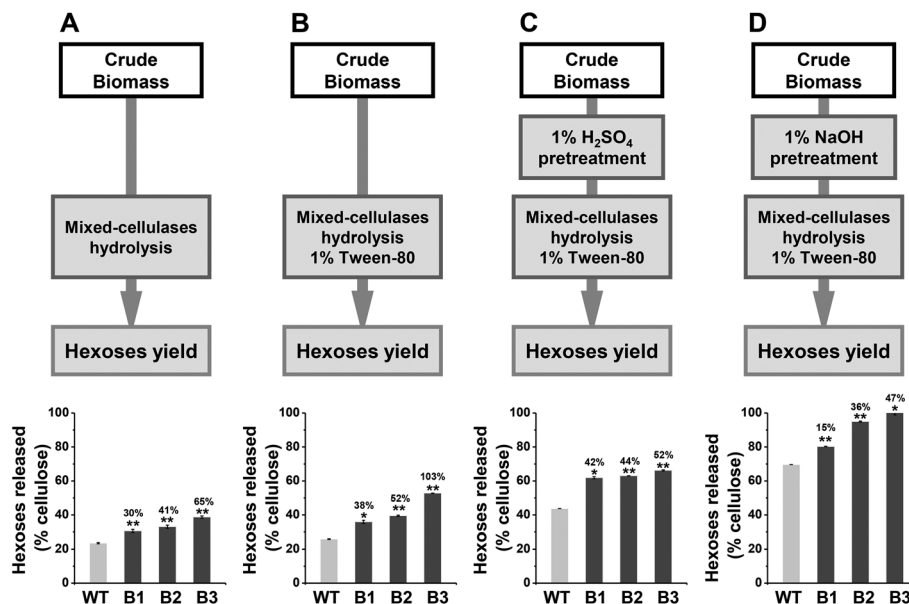 A
Crude
Biomass
Mixed-cellulases
hydrolysis
Hexoses yield
Hexoses released
(% cellulose)
100
80
60
40
20
0
30%
**
41%
**
65%
**
WT B1 B2 B3
B
Crude
Biomass
Mixed-cellulases
hydrolysis
1% Tween-80
Hexoses yield
Hexoses released
(% cellulose)
100
80
60
40
20
0
38%
*
52%
**
103%
**
WT B1 B2 B3
C
Crude
Biomass
1% H₂SO₄
pretreatment
Mixed-cellulases
hydrolysis
1% Tween-80
Hexoses yield
Hexoses released
(% cellulose)
100
80
60
40
20
0
42%
*
44%
**
52%
**
WT B1 B2 B3
D
Crude
Biomass
1% NaOH
pretreatment
Mixed-cellulases
hydrolysis
1% Tween-80
Hexoses yield
Hexoses released
(% cellulose)
100
80
60
40
20
0
15%
**
36%
**
47%
*
WT B1 B2 B3